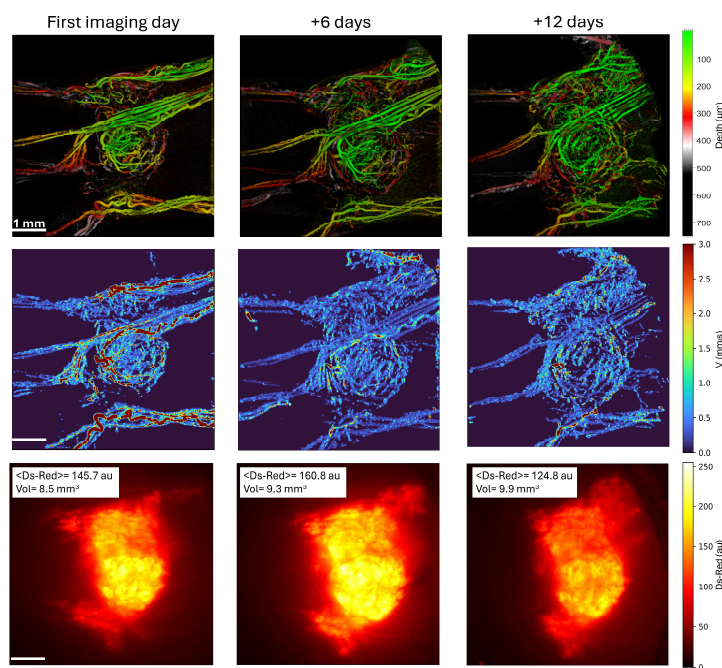 First imaging day
+6 days
+12 days
1 mm
100
200
300
400
500
600
700
Depth (um)
3.0
2.5
2.0
1.5
1.0
0.5
0.0
V (mms)
<Ds-Red>= 145.7 au
Vol= 8.5 mm³
<Ds-Red>= 160.8 au
Vol= 9.3 mm³
<Ds-Red>= 124.8 au
Vol= 9.9 mm³
250
200
150
100
50
0
Ds-Red (au)